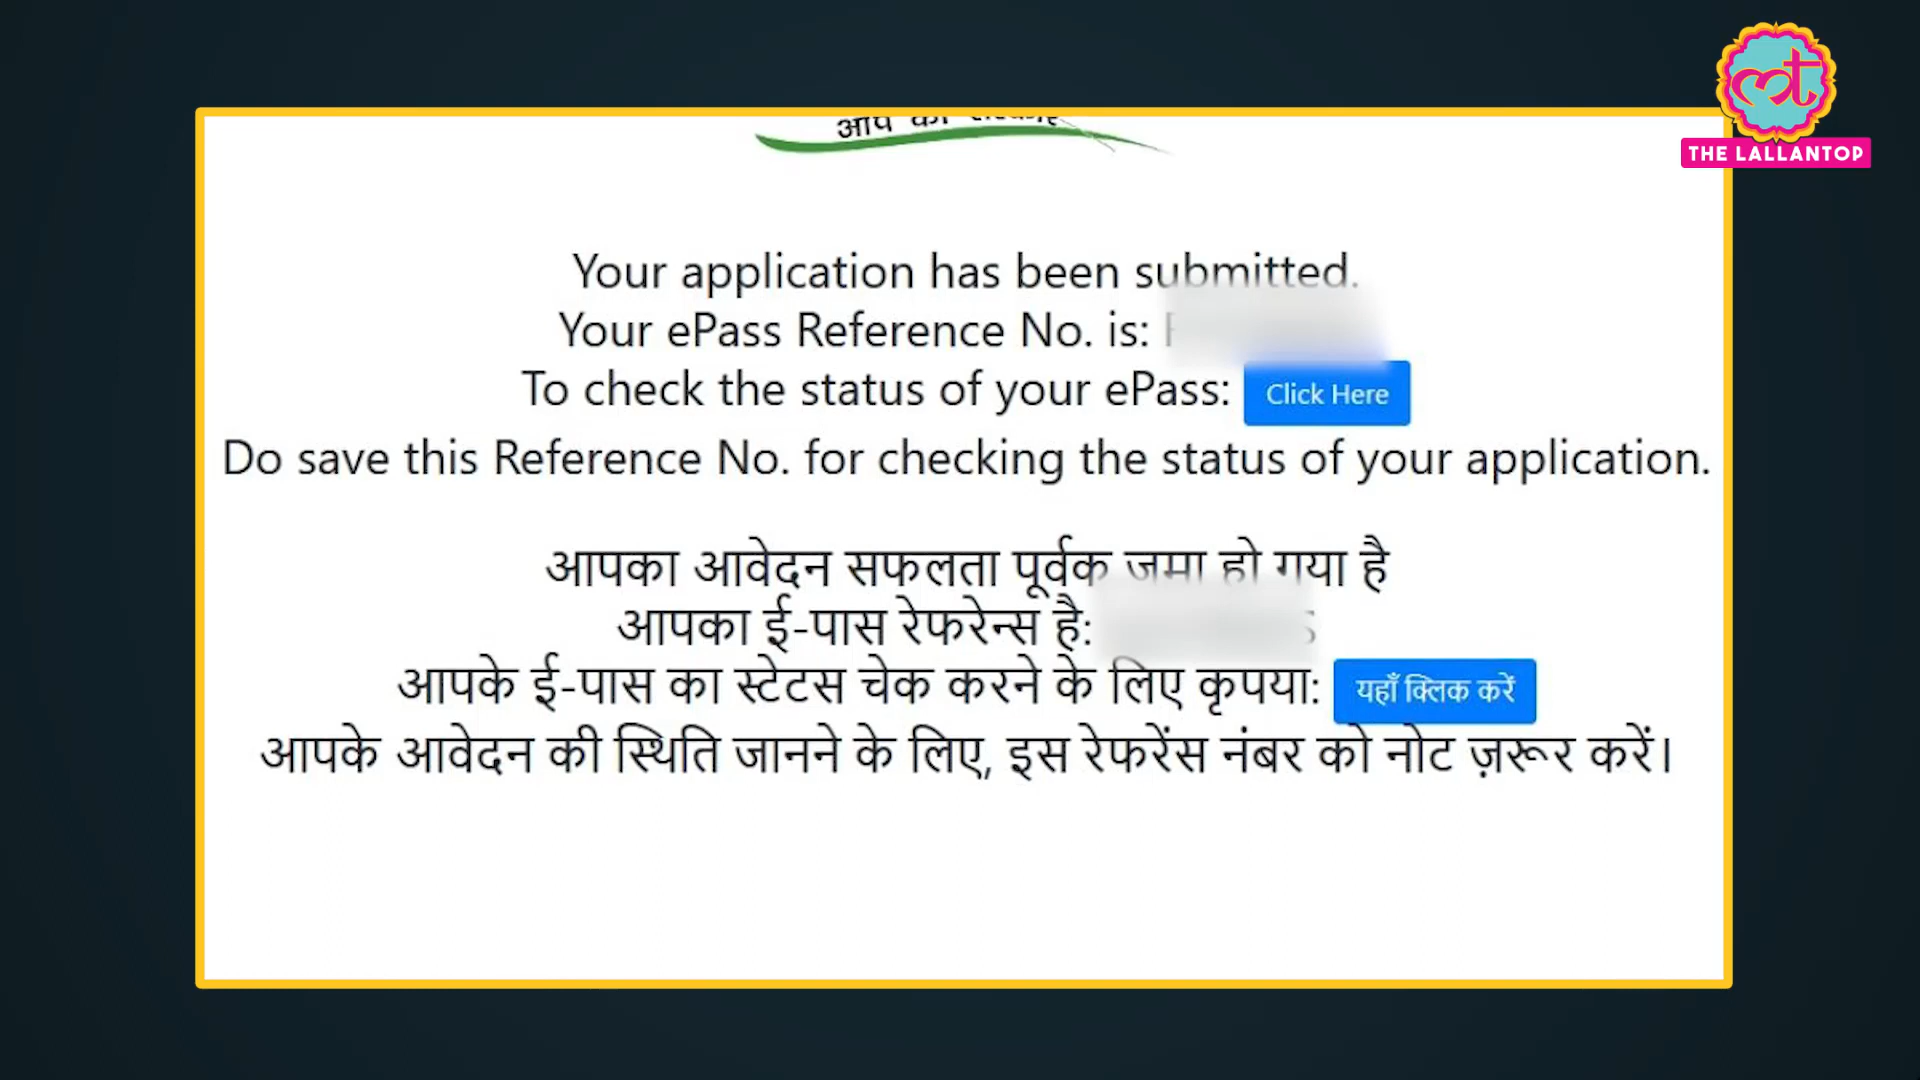 THE LALLANTOP
आप की
Your application has been submitted.
Your ePass Reference No. is:
To check the status of your ePass: Click Here
Do save this Reference No. for checking the status of your application.
आपका आवेदन सफलता पूर्वक जमा हो गया है
आपका ई-पास रेफरेन्स है:
आपके ई-पास का स्टेटस चेक करने के लिए कृपया: यहाँ क्लिक करें
आपके आवेदन की स्थिति जानने के लिए, इस रेफरेंस नंबर को नोट ज़रूर करें।